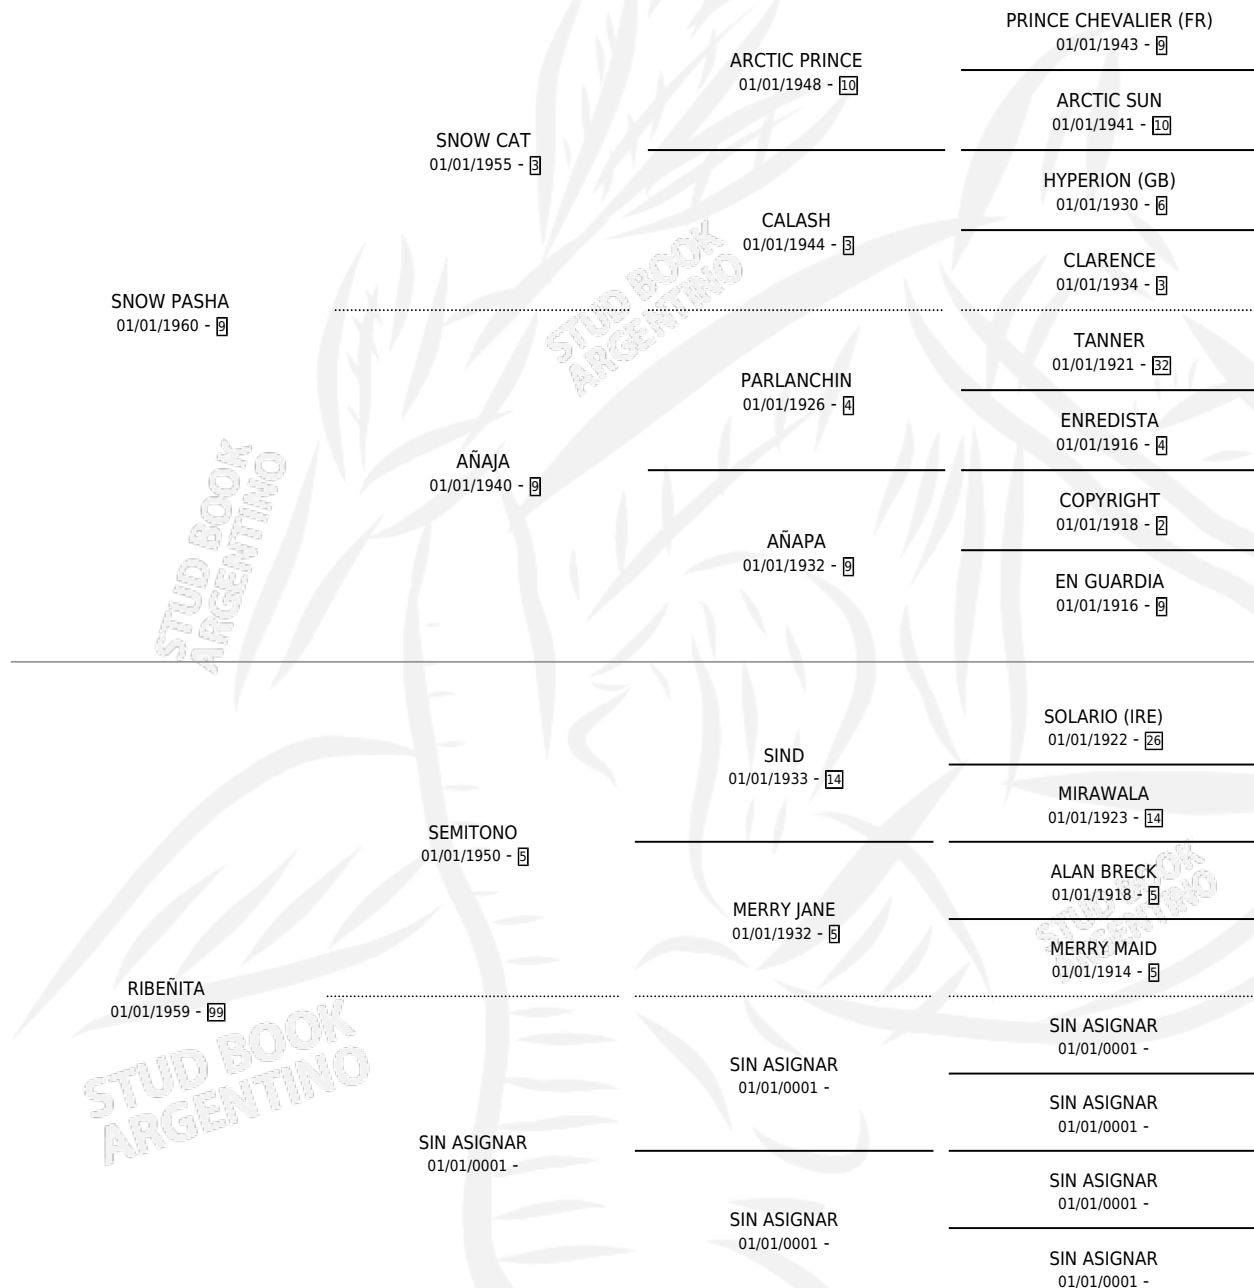 PRINCE CHEVALIER (FR)
01/01/1943 - 9
ARCTIC PRINCE
01/01/1948 - 10
ARCTIC SUN
01/01/1941 - 10
SNOW CAT
01/01/1955 - 3
HYPERION (GB)
01/01/1930 - 6
CALASH
01/01/1944 - 3
CLARENCE
01/01/1934 - 3
SNOW PASHA
01/01/1960 - 9
TANNER
01/01/1921 - 32
PARLANCHIN
01/01/1926 - 4
ENREDISTA
01/01/1916 - 4
AÑAJA
01/01/1940 - 9
COPYRIGHT
01/01/1918 - 2
AÑAPA
01/01/1932 - 9
EN GUARDIA
01/01/1916 - 9
SOLARIO (IRE)
01/01/1922 - 26
SIND
01/01/1933 - 14
MIRAWALA
01/01/1923 - 14
SEMITONO
01/01/1950 - 5
ALAN BRECK
01/01/1918 - 5
MERRY JANE
01/01/1932 - 5
MERRY MAID
01/01/1914 - 5
RIBEÑITA
01/01/1959 - 99
SIN ASIGNAR
01/01/0001 -
SIN ASIGNAR
01/01/0001 -
SIN ASIGNAR
01/01/0001 -
SIN ASIGNAR
01/01/0001 -
SIN ASIGNAR
01/01/0001 -
SIN ASIGNAR
01/01/0001 -
SIN ASIGNAR
01/01/0001 -
STUD BOOK
ARGENTINO
STUD BOOK
ARGENTINO
STUD BOOK
ARGENTINO
STUD BOOK
ARGENTINO